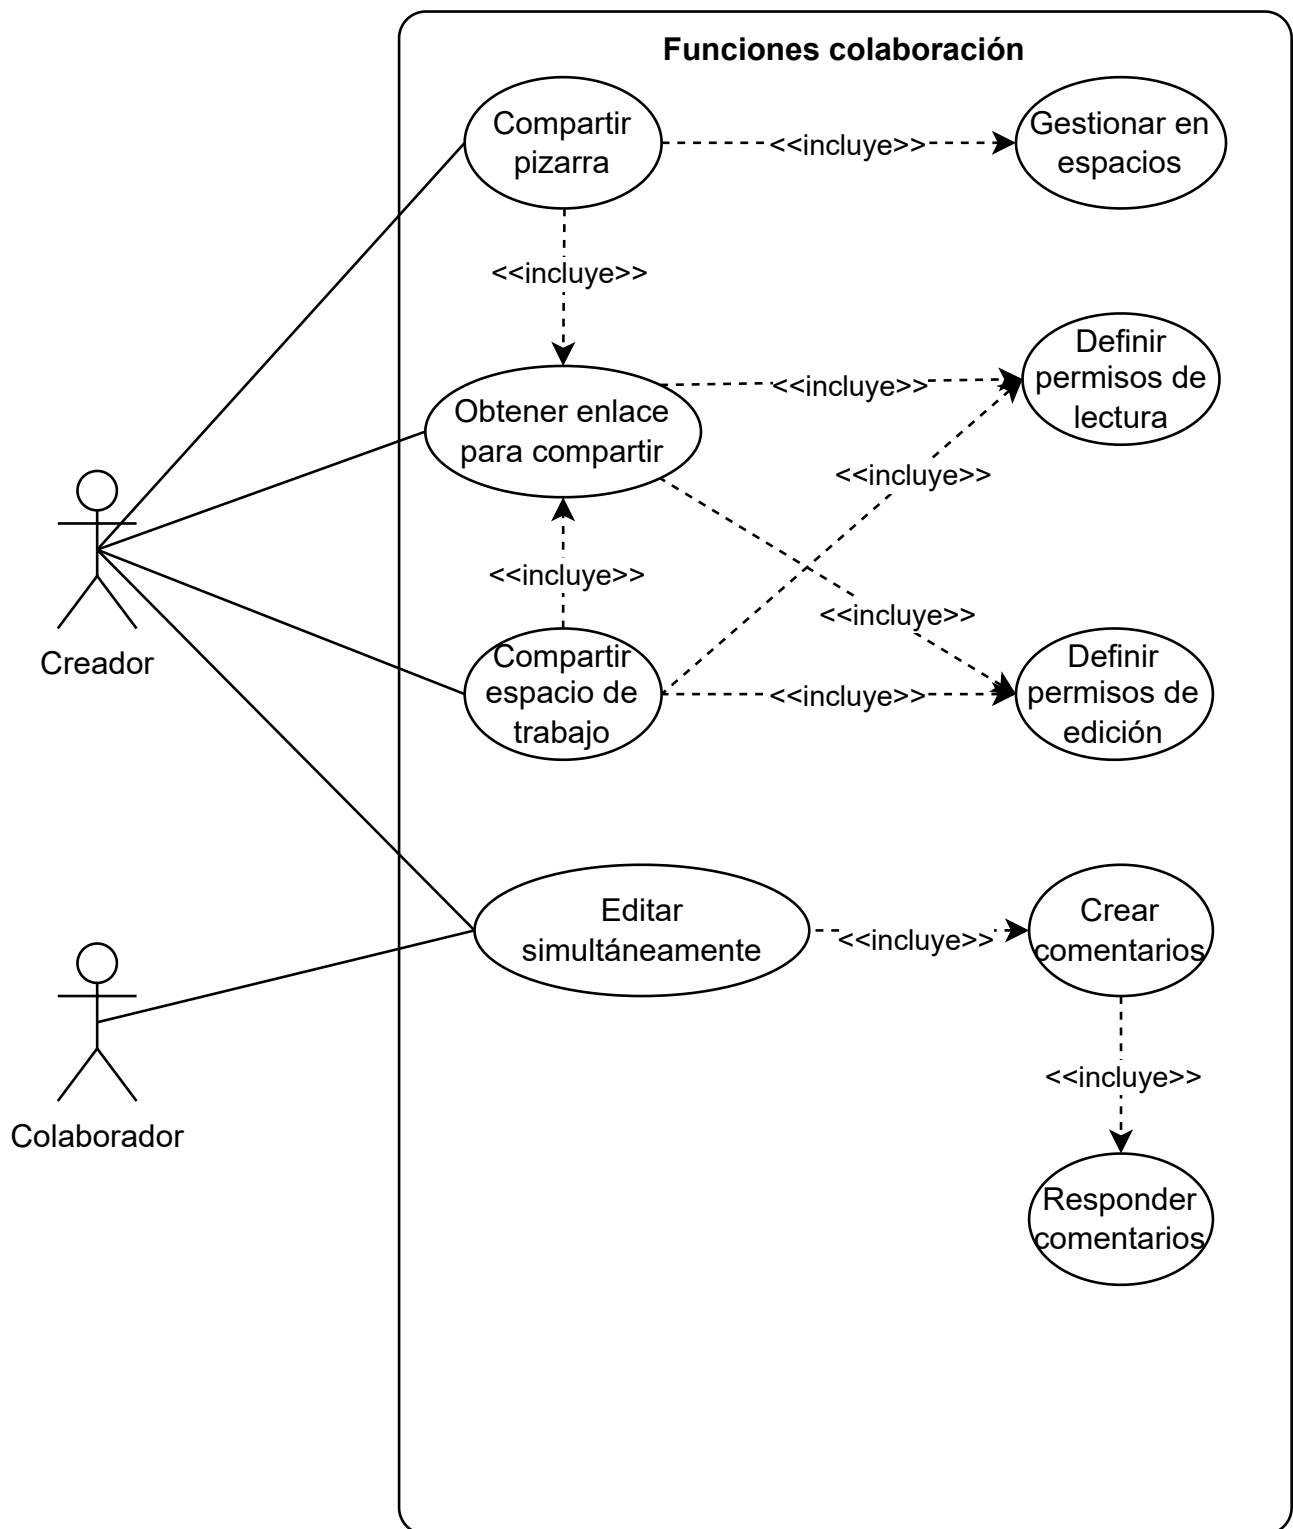 Funciones colaboración
Compartir
pizarra
<<incluye>>
Gestionar en
espacios
<<incluye>>
Obtener enlace
para compartir
<<incluye>>
Definir
permisos de
lectura
<<incluye>>
<<incluye>>
<<incluye>>
Creador
Compartir
espacio de
trabajo
<<incluye>>
Definir
permisos de
edición
Editar
simultáneamente
<<incluye>>
Crear
comentarios
<<incluye>>
Colaborador
Responder
comentarios